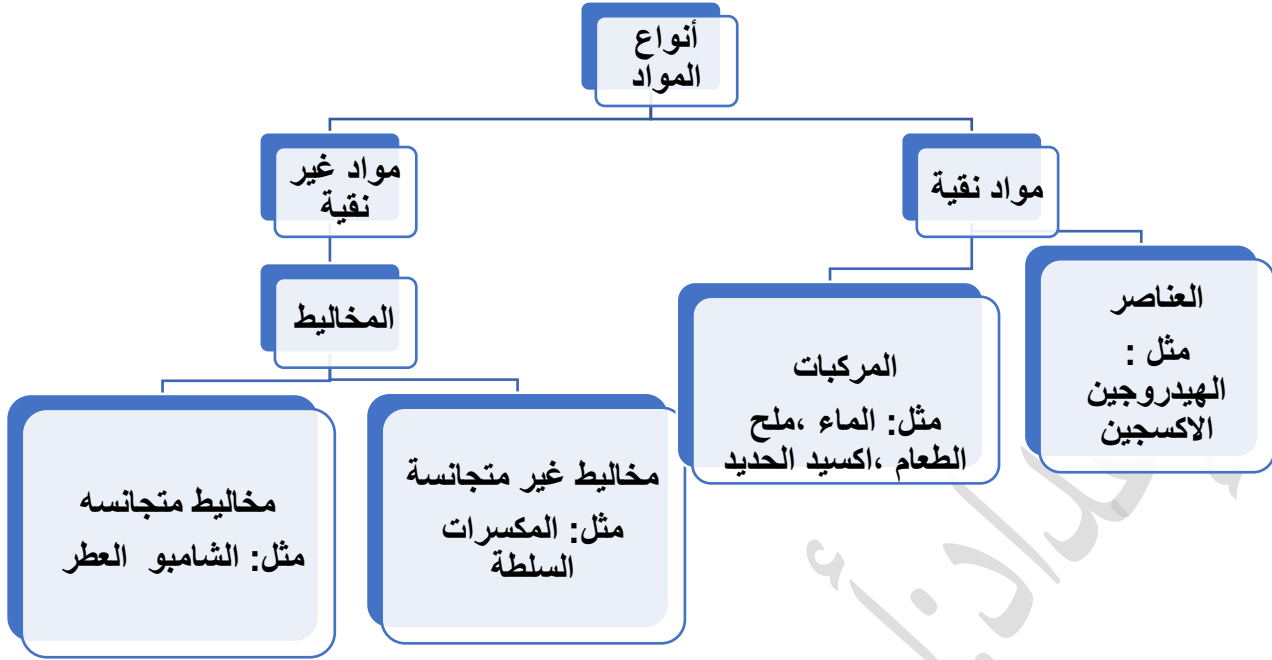 أنواع
المواد
مواد نقية
مواد غير
نقية
العناصر
مثل :
الهيدروجين
الاكسجين
المركبات
مثل: الماء ،ملح
الطعام ،اكسيد الحديد
المخاليط
مخاليط غير متجانسة
مثل: المكسرات
السلطة
مخاليط متجانسه
مثل: الشامبو العطر